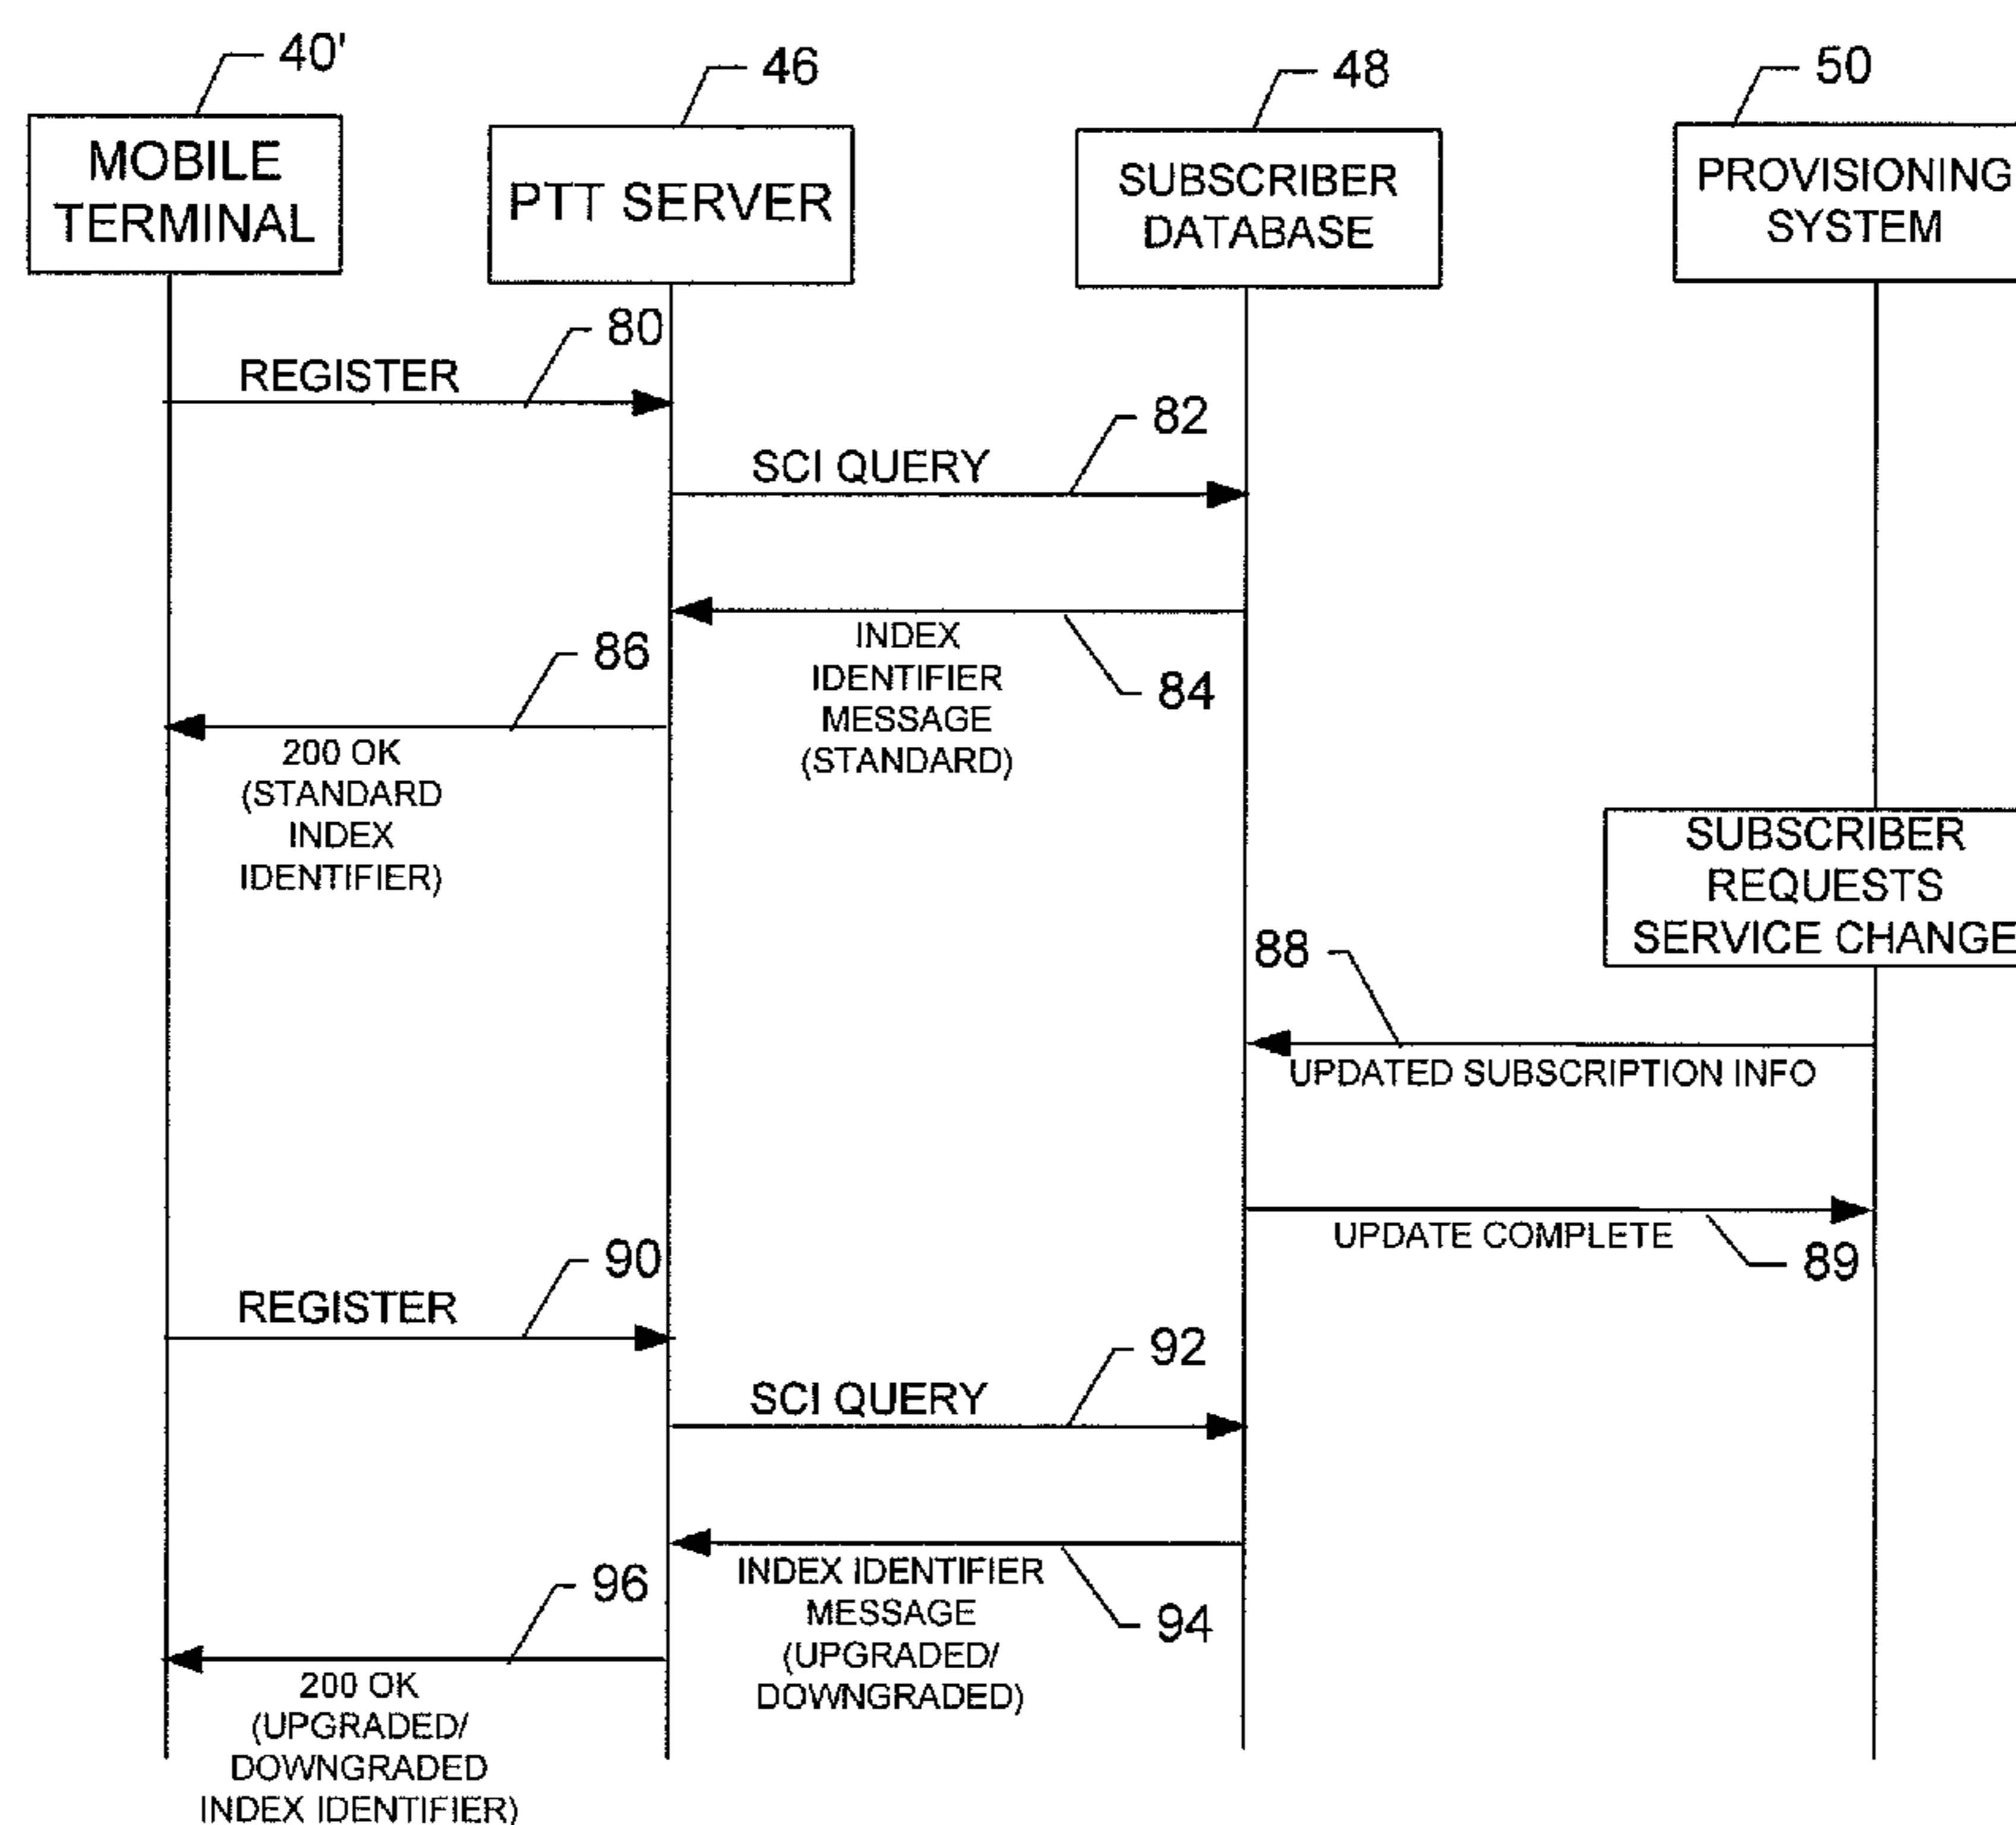 40'
46
48
50
MOBILE
TERMINAL
PTT SERVER
SUBSCRIBER
DATABASE
PROVISIONING
SYSTEM
80
REGISTER
82
SCI QUERY
84
INDEX
IDENTIFIER
MESSAGE
(STANDARD)
86
200 OK
(STANDARD
INDEX
IDENTIFIER)
SUBSCRIBER
REQUESTS
SERVICE CHANGE
88
UPDATED SUBSCRIPTION INFO
UPDATE COMPLETE
89
90
REGISTER
92
SCI QUERY
INDEX IDENTIFIER
MESSAGE
(UPGRADED/
DOWNGRADED)
94
96
200 OK
(UPGRADED/
DOWNGRADED
INDEX IDENTIFIER)